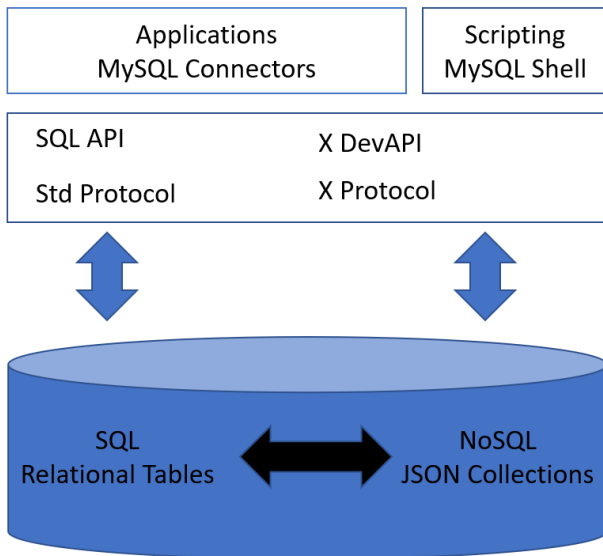 Applications
MySQL Connectors
Scripting
MySQL Shell
SQL API
X DevAPI
Std Protocol
X Protocol
SQL
Relational Tables
NoSQL
JSON Collections